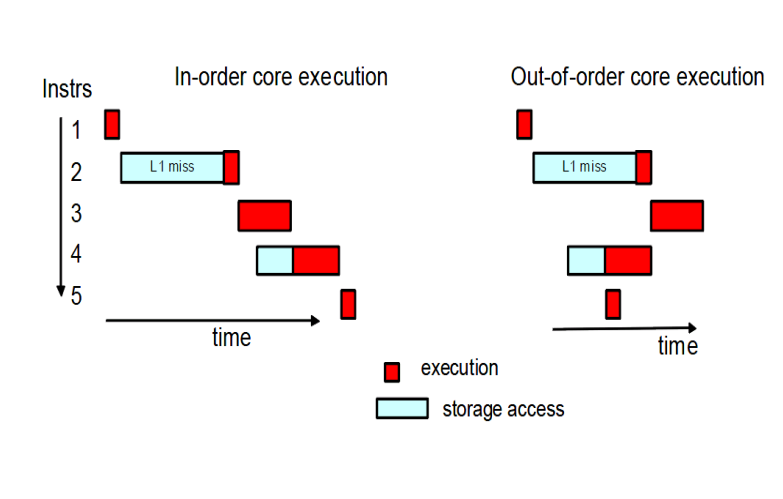 In-order core execution
Out-of-order core execution
Instrs
1
2
L1 miss
L1 miss
3
4
5
time
time
execution
storage access